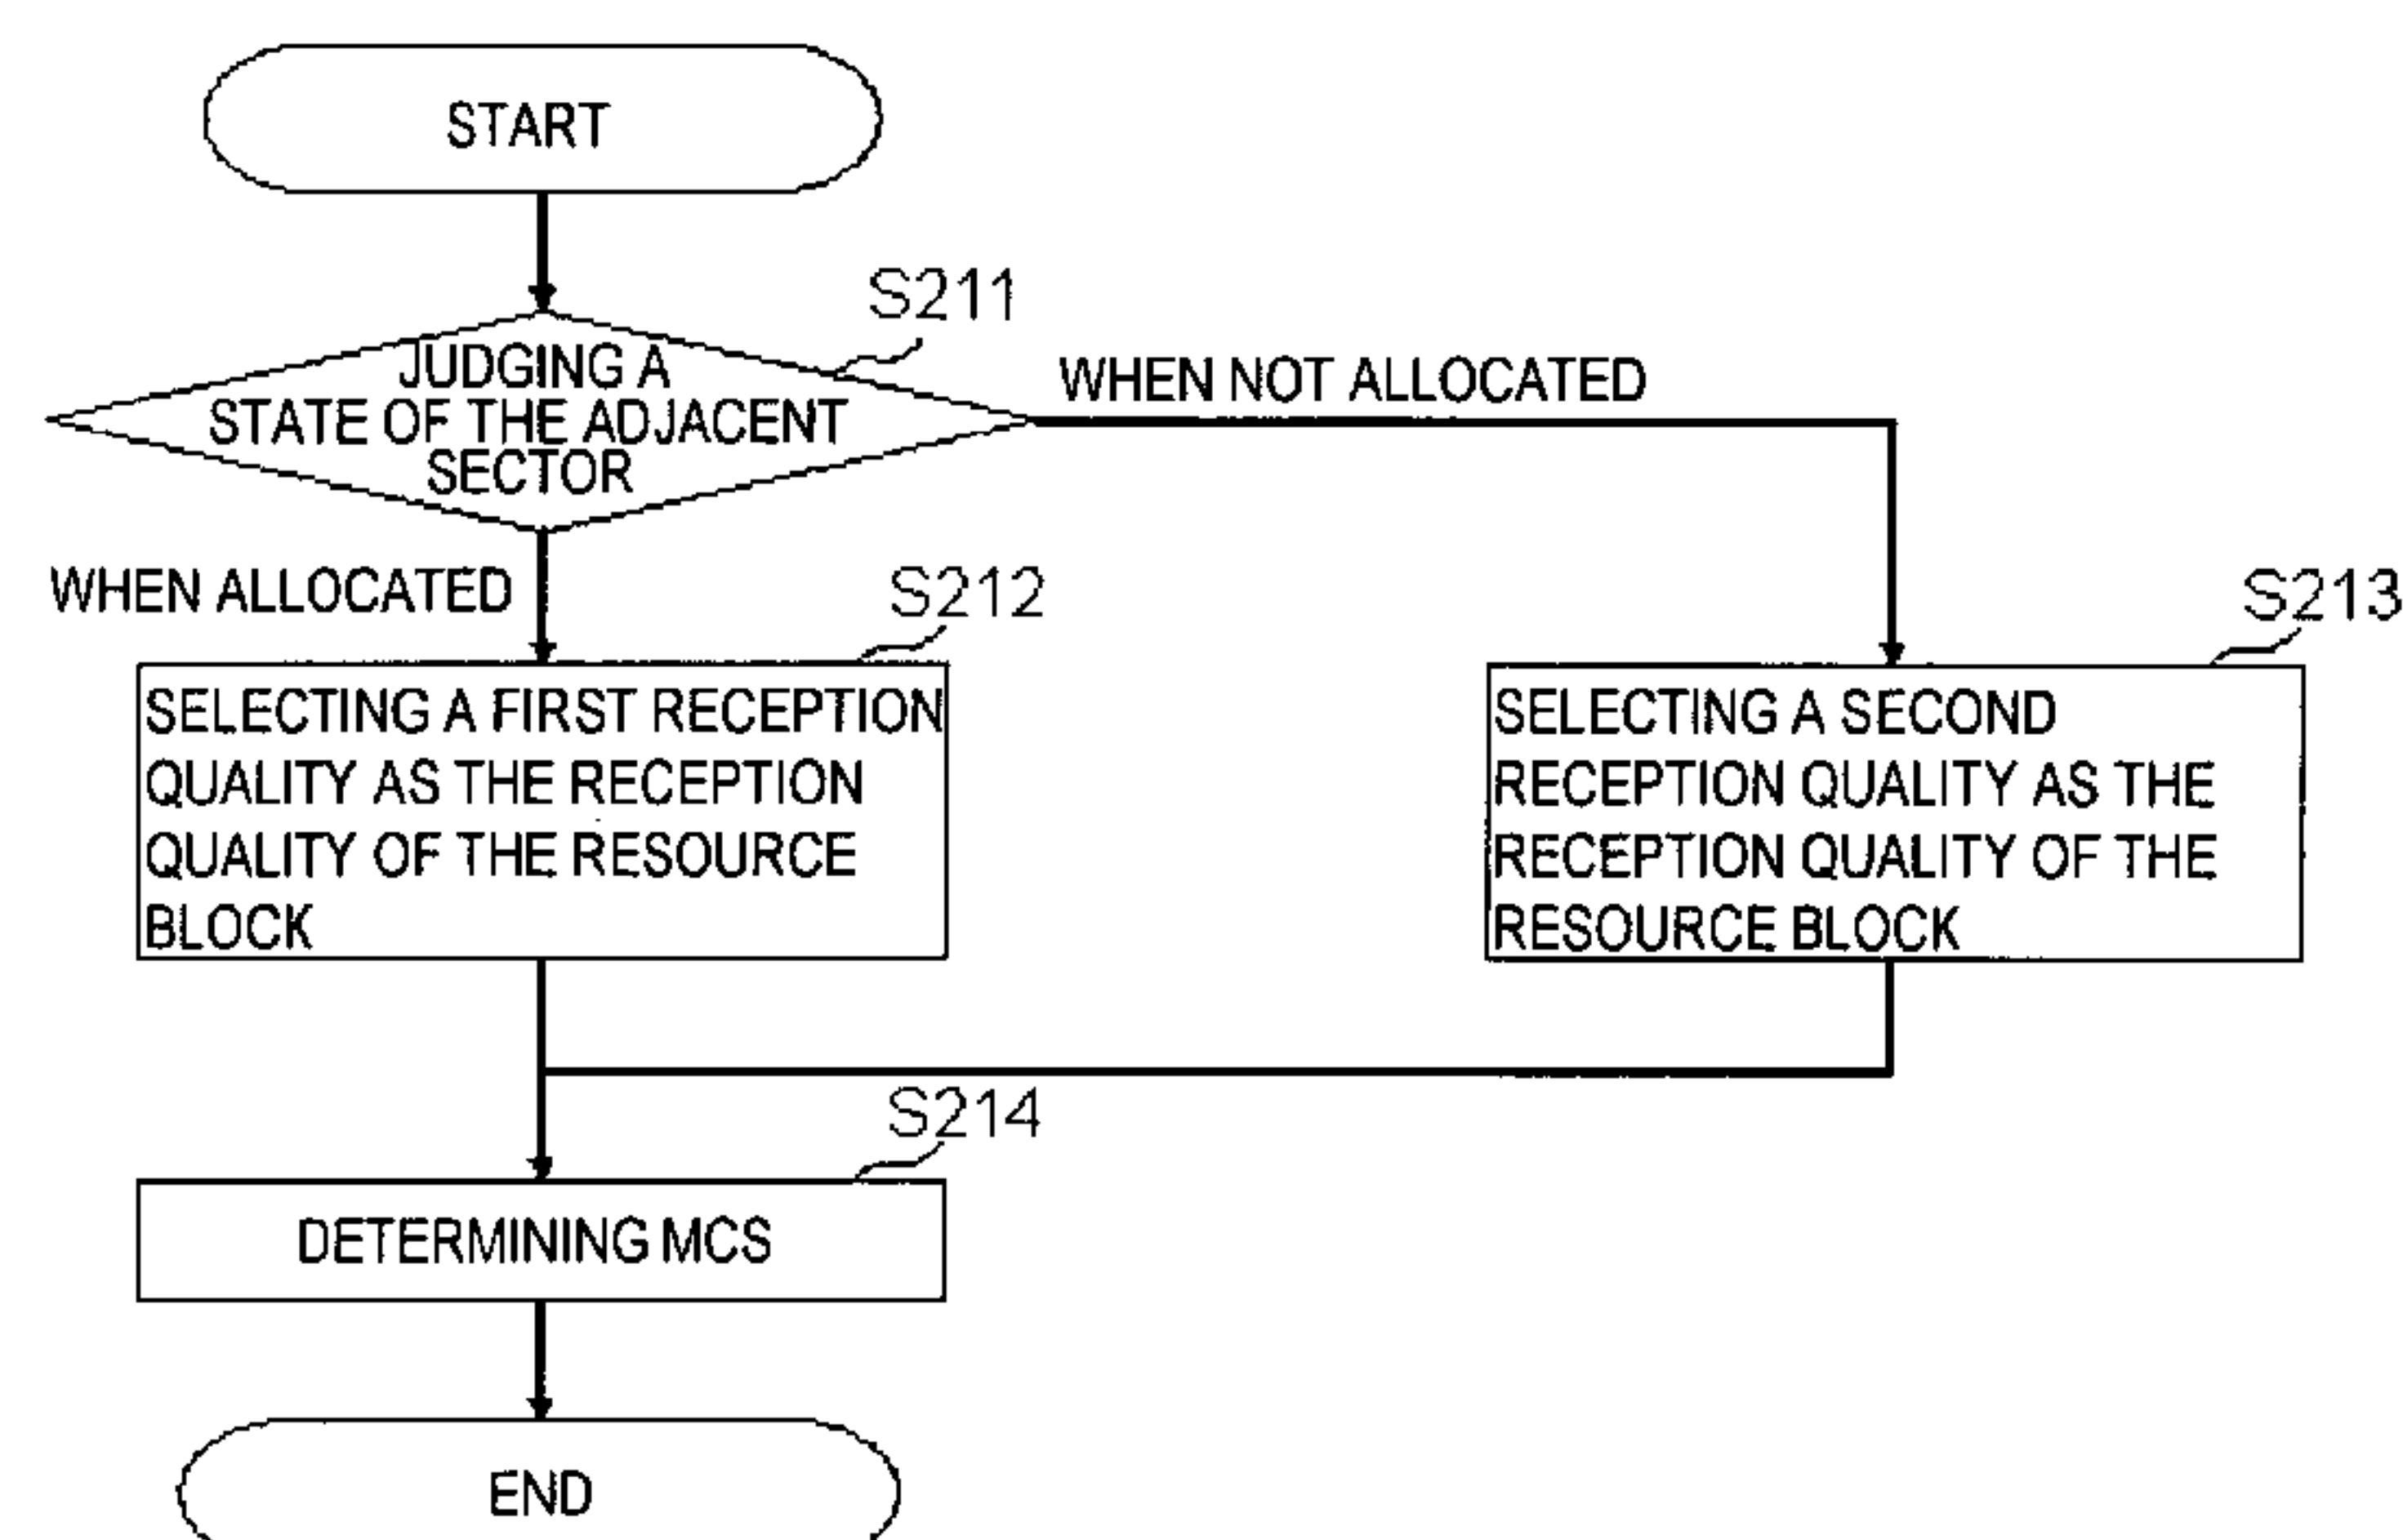 START
S211
JUDGING A
STATE OF THE ADJACENT
SECTOR
WHEN NOT ALLOCATED
WHEN ALLOCATED
S212
SELECTING A FIRST RECEPTION
QUALITY AS THE RECEPTION
QUALITY OF THE RESOURCE
BLOCK
S213
SELECTING A SECOND
RECEPTION QUALITY AS THE
RECEPTION QUALITY OF THE
RESOURCE BLOCK
S214
DETERMINING MCS
END